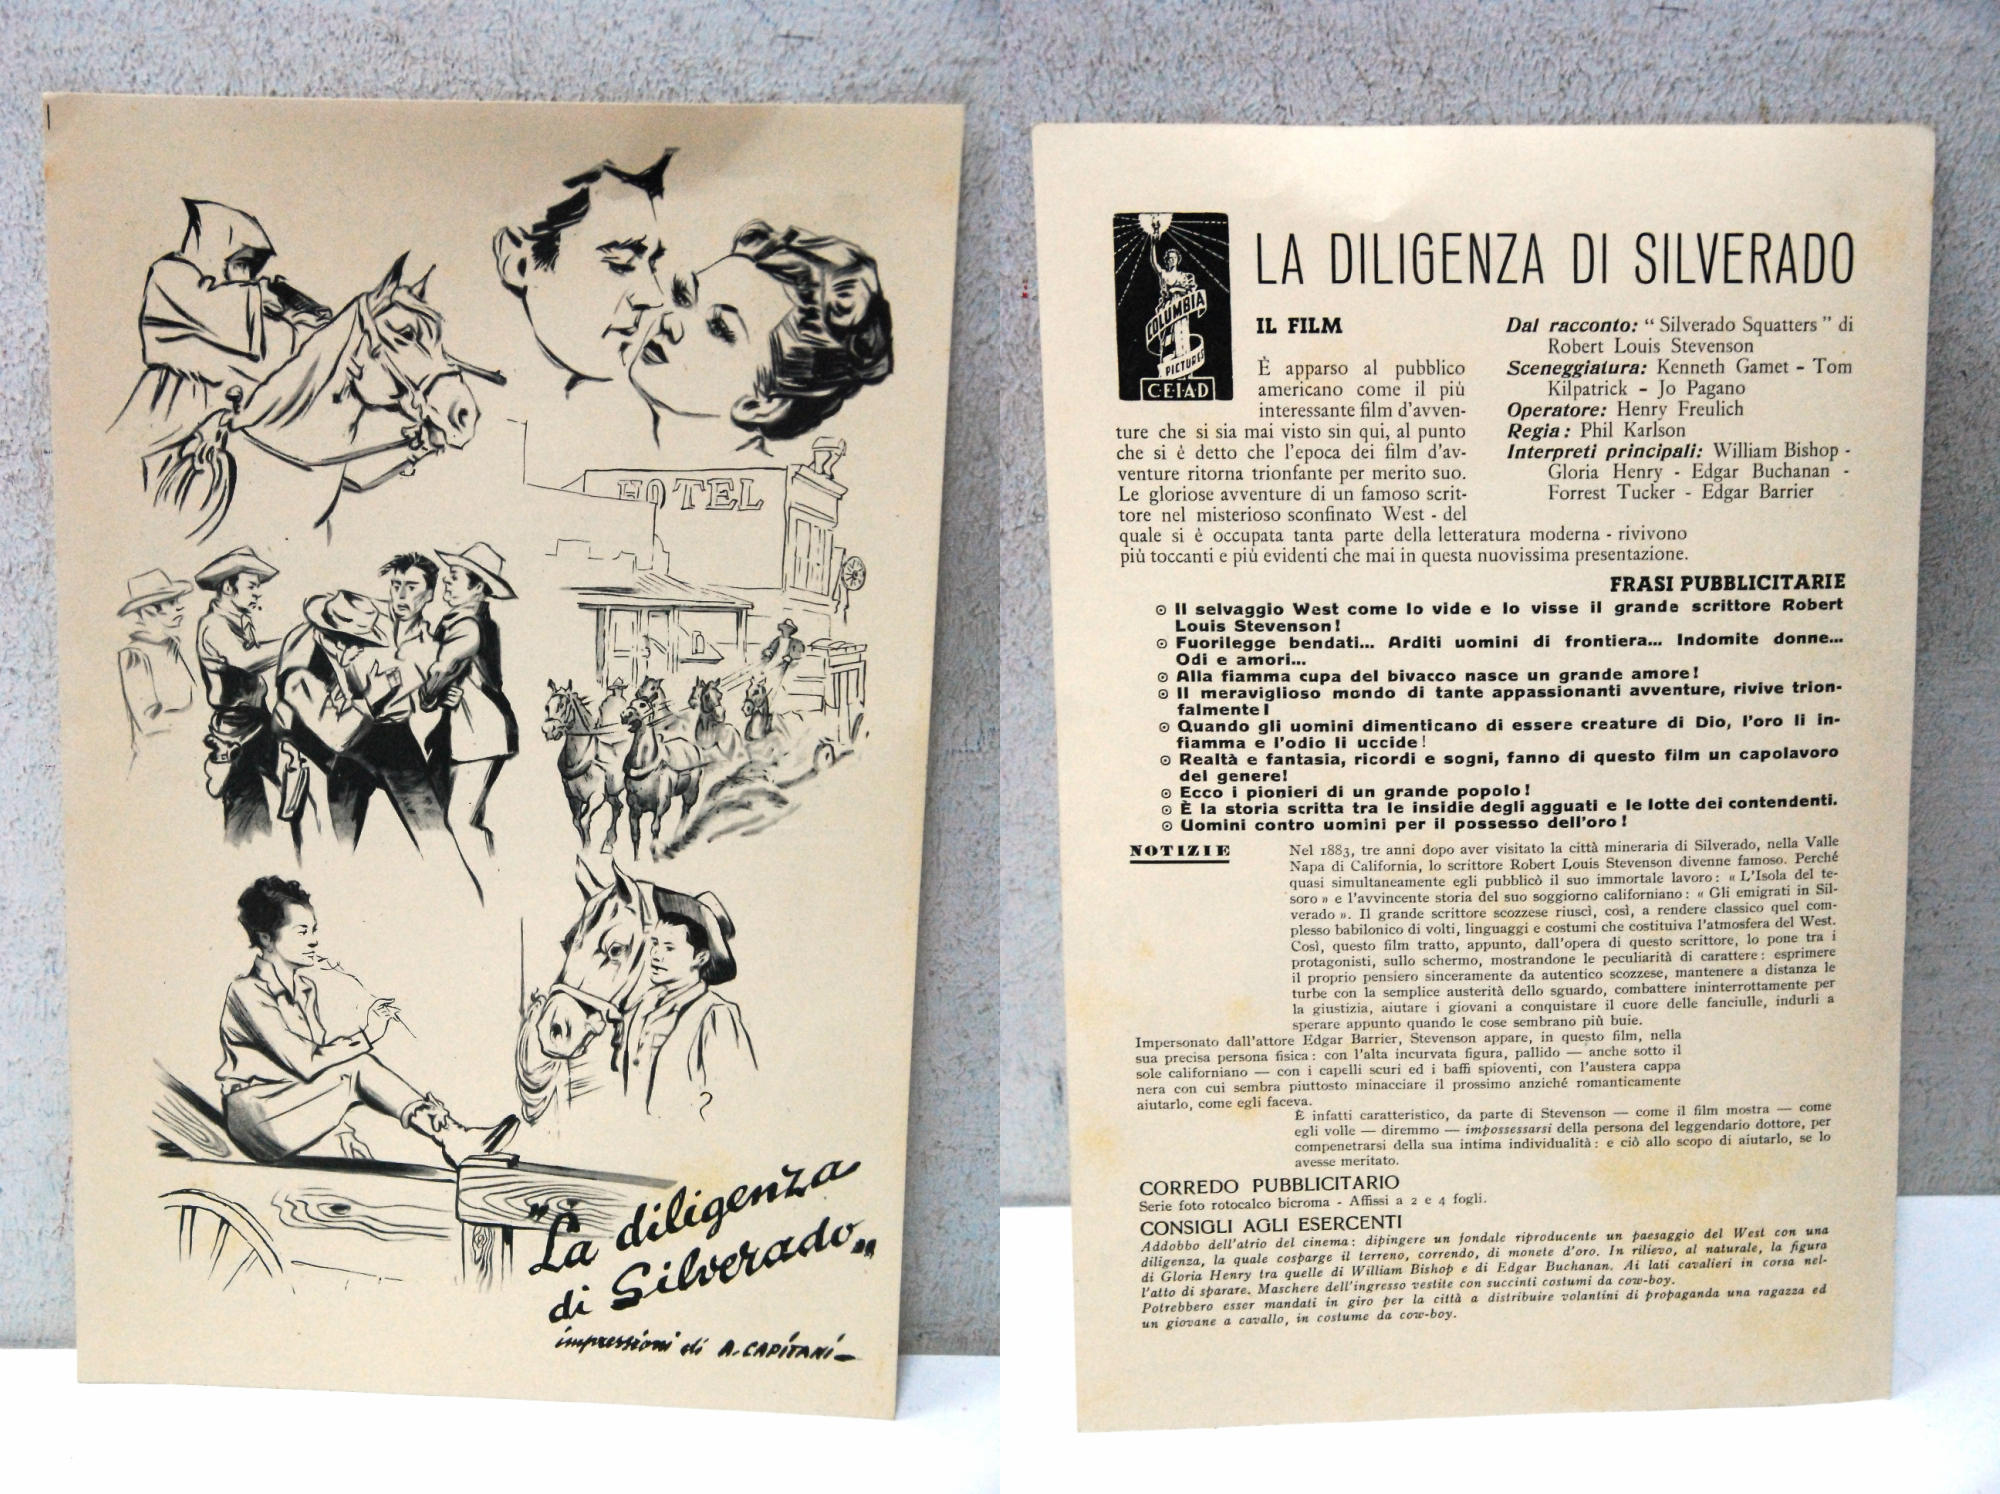 HOTEL
"La diligenza
di Silverado„
impressioni di A. CAPITANI
COLUMBIA
PICTURES
C·E·I·A·D
LA DILIGENZA DI SILVERADO
IL FILM
È apparso al pubblico
americano come il più
interessante film d'avven-
ture che si sia mai visto sin qui, al punto
che si è detto che l'epoca dei film d'av-
venture ritorna trionfante per merito suo.
Le gloriose avventure di un famoso scrit-
tore nel misterioso sconfinato West - del
quale si è occupata tanta parte della letteratura moderna - rivivono
più toccanti e più evidenti che mai in questa nuovissima presentazione.
Dal racconto: “ Silverado Squatters ” di
Robert Louis Stevenson
Sceneggiatura: Kenneth Gamet - Tom
Kilpatrick - Jo Pagano
Operatore: Henry Freulich
Regia: Phil Karlson
Interpreti principali: William Bishop -
Gloria Henry - Edgar Buchanan -
Forrest Tucker - Edgar Barrier
FRASI PUBBLICITARIE
⊙ Il selvaggio West come lo vide e lo visse il grande scrittore Robert
Louis Stevenson!
⊙ Fuorilegge bendati... Arditi uomini di frontiera... Indomite donne...
Odi e amori...
⊙ Alla fiamma cupa del bivacco nasce un grande amore!
⊙ Il meraviglioso mondo di tante appassionanti avventure, rivive trion-
falmente!
⊙ Quando gli uomini dimenticano di essere creature di Dio, l'oro li in-
fiamma e l'odio li uccide!
⊙ Realtà e fantasia, ricordi e sogni, fanno di questo film un capolavoro
del genere!
⊙ Ecco i pionieri di un grande popolo!
⊙ È la storia scritta tra le insidie degli agguati e le lotte dei contendenti.
⊙ Uomini contro uomini per il possesso dell'oro!
NOTIZIE
Nel 1883, tre anni dopo aver visitato la città mineraria di Silverado, nella Valle
Napa di California, lo scrittore Robert Louis Stevenson divenne famoso. Perché
quasi simultaneamente egli pubblicò il suo immortale lavoro: « L'Isola del te-
soro » e l'avvincente storia del suo soggiorno californiano: « Gli emigrati in Sil-
verado ». Il grande scrittore scozzese riuscì, così, a rendere classico quel com-
plesso babilonico di volti, linguaggi e costumi che costituiva l'atmosfera del West.
Così, questo film tratto, appunto, dall'opera di questo scrittore, lo pone tra i
protagonisti, sullo schermo, mostrandone le peculiarità di carattere: esprimere
il proprio pensiero sinceramente da autentico scozzese, mantenere a distanza le
turbe con la semplice austerità dello sguardo, combattere ininterrottamente per
la giustizia, aiutare i giovani a conquistare il cuore delle fanciulle, indurli a
sperare appunto quando le cose sembrano più buie.
Impersonato dall'attore Edgar Barrier, Stevenson appare, in questo film, nella
sua precisa persona fisica: con l'alta incurvata figura, pallido — anche sotto il
sole californiano — con i capelli scuri ed i baffi spioventi, con l'austera cappa
nera con cui sembra piuttosto minacciare il prossimo anziché romanticamente
aiutarlo, come egli faceva.
È infatti caratteristico, da parte di Stevenson — come il film mostra — come
egli volle — diremmo — impossessarsi della persona del leggendario dottore, per
compenetrarsi della sua intima individualità: e ciò allo scopo di aiutarlo, se lo
avesse meritato.
CORREDO PUBBLICITARIO
Serie foto rotocalco bicroma - Affissi a 2 e 4 fogli.
CONSIGLI AGLI ESERCENTI
Addobbo dell'atrio del cinema: dipingere un fondale riproducente un paesaggio del West con una
diligenza, la quale cosparge il terreno, correndo, di monete d'oro. In rilievo, al naturale, la figura
di Gloria Henry tra quelle di William Bishop e di Edgar Buchanan. Ai lati cavalieri in corsa nel-
l'atto di sparare. Maschere dell'ingresso vestite con succinti costumi da cow-boy.
Potrebbero esser mandati in giro per la città a distribuire volantini di propaganda una ragazza ed
un giovane a cavallo, in costume da cow-boy.